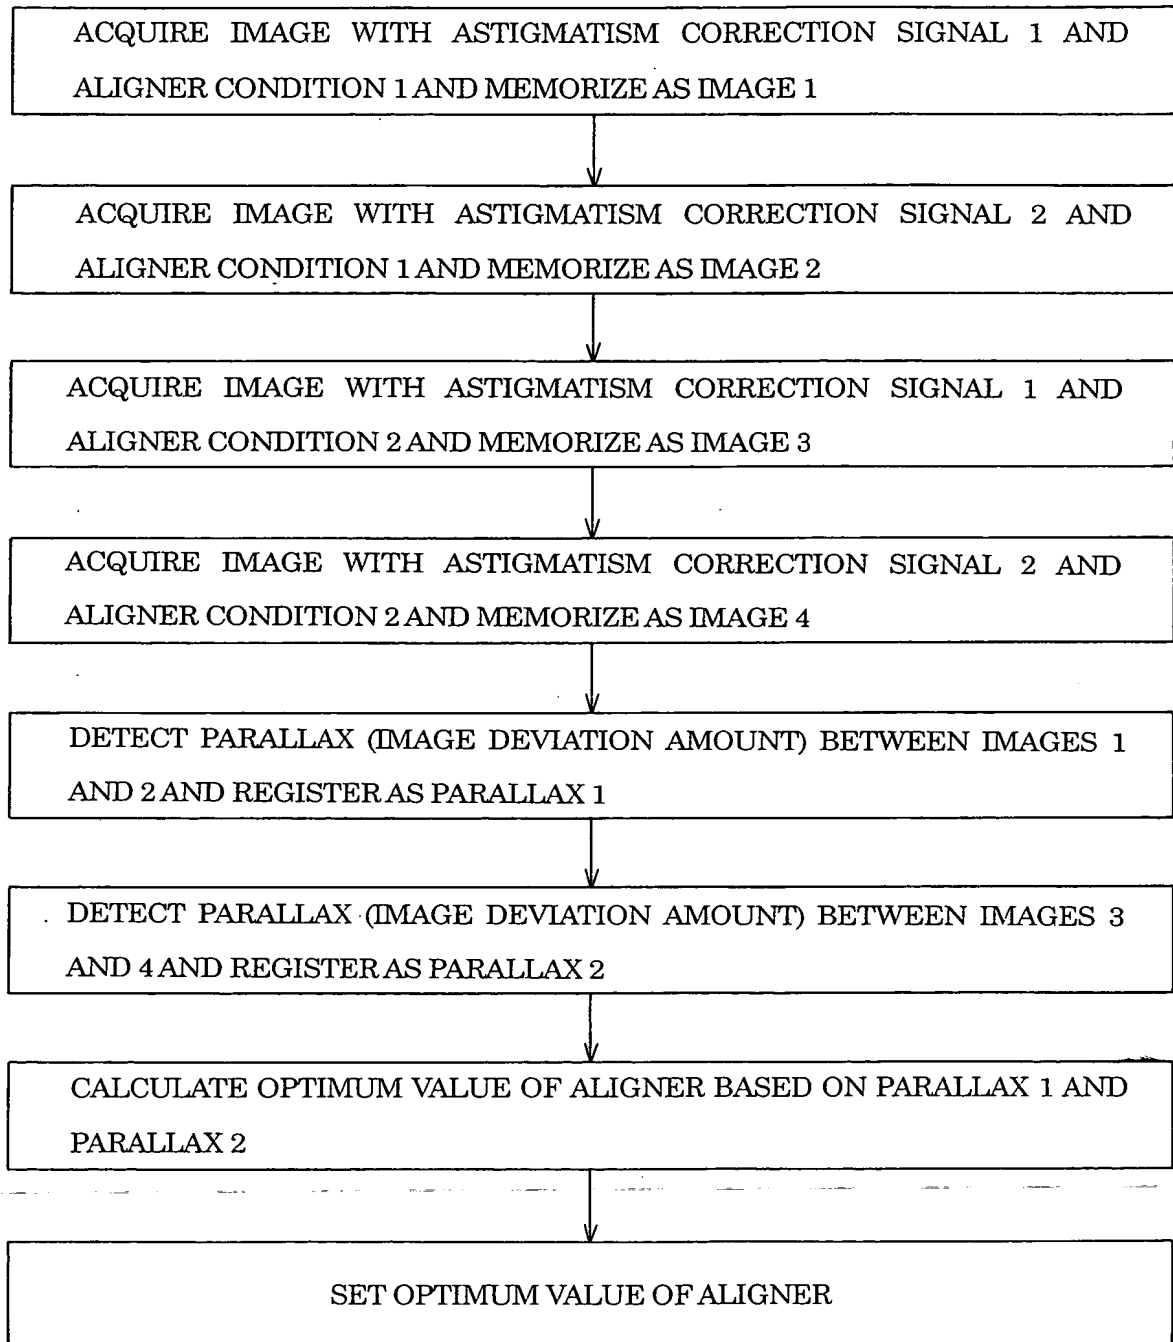 ACQUIRE IMAGE WITH ASTIGMATISM CORRECTION SIGNAL 1 AND
ALIGNER CONDITION 1 AND MEMORIZE AS IMAGE 1
ACQUIRE IMAGE WITH ASTIGMATISM CORRECTION SIGNAL 2 AND
ALIGNER CONDITION 1 AND MEMORIZE AS IMAGE 2
ACQUIRE IMAGE WITH ASTIGMATISM CORRECTION SIGNAL 1 AND
ALIGNER CONDITION 2 AND MEMORIZE AS IMAGE 3
ACQUIRE IMAGE WITH ASTIGMATISM CORRECTION SIGNAL 2 AND
ALIGNER CONDITION 2 AND MEMORIZE AS IMAGE 4
DETECT PARALLAX (IMAGE DEVIATION AMOUNT) BETWEEN IMAGES 1
AND 2 AND REGISTER AS PARALLAX 1
DETECT PARALLAX (IMAGE DEVIATION AMOUNT) BETWEEN IMAGES 3
AND 4 AND REGISTER AS PARALLAX 2
CALCULATE OPTIMUM VALUE OF ALIGNER BASED ON PARALLAX 1 AND
PARALLAX 2
SET OPTIMUM VALUE OF ALIGNER